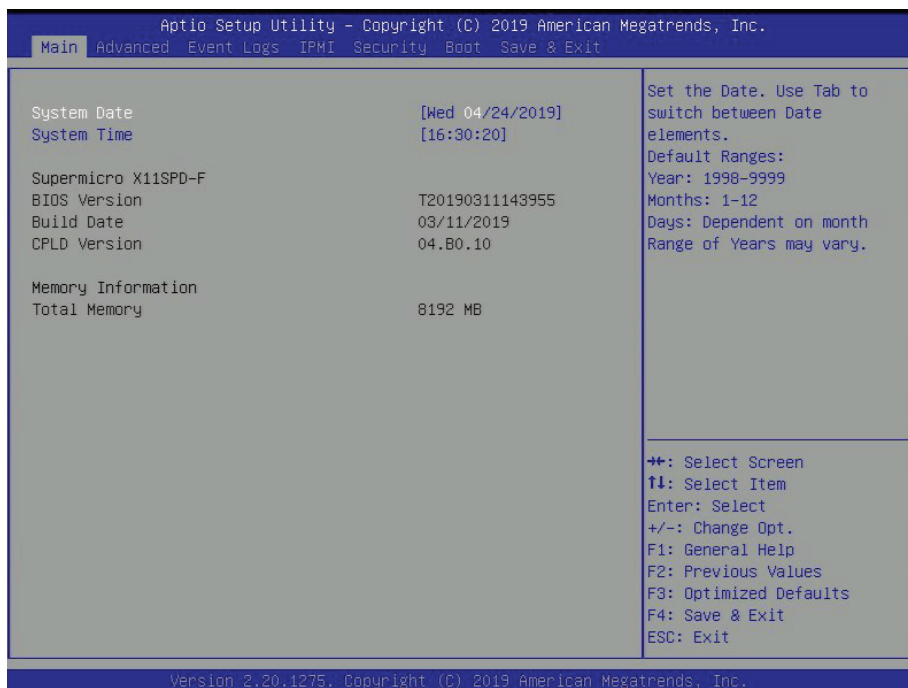 Aptio Setup Utility – Copyright (C) 2019 American Megatrends, Inc.
Main Advanced Event Logs IPMI Security Boot Save & Exit
System Date [Wed 04/24/2019]
System Time [16:30:20]
Supermicro X11SPD-F
BIOS Version T20190311143955
Build Date 03/11/2019
CPLD Version 04.B0.10
Memory Information
Total Memory 8192 MB
Set the Date. Use Tab to
switch between Date
elements.
Default Ranges:
Year: 1998-9999
Months: 1-12
Days: Dependent on month
Range of Years may vary.
→←: Select Screen
↑↓: Select Item
Enter: Select
+/-: Change Opt.
F1: General Help
F2: Previous Values
F3: Optimized Defaults
F4: Save & Exit
ESC: Exit
Version 2.20.1275. Copyright (C) 2019 American Megatrends, Inc.